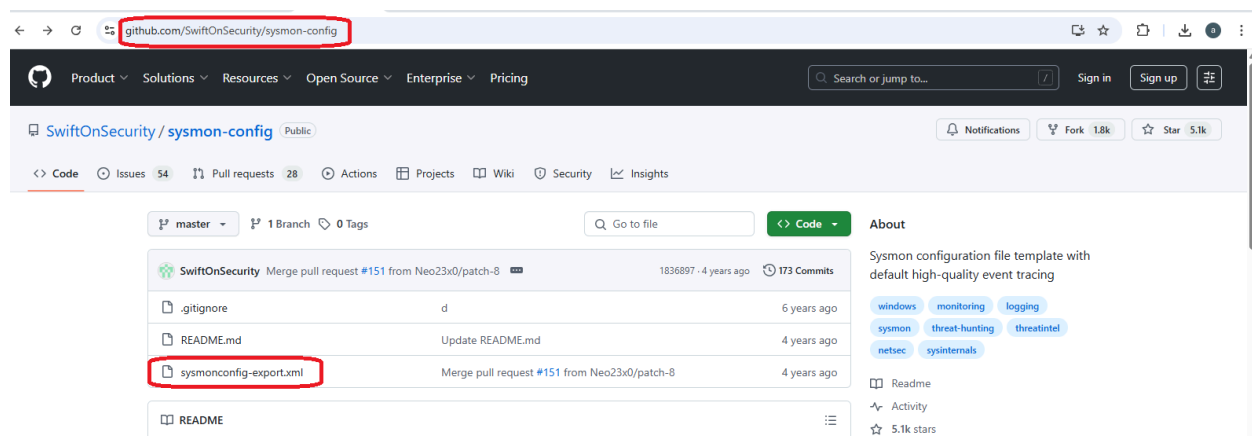 github.com/SwiftOnSecurity/sysmon-config
a
Product Solutions Resources Open Source Enterprise Pricing Search or jump to... / Sign in Sign up
SwiftOnSecurity / sysmon-config Public Notifications Fork 1.8k Star 5.1k
<> Code Issues 54 Pull requests 28 Actions Projects Wiki Security Insights
master 1 Branch 0 Tags Go to file <> Code
SwiftOnSecurity Merge pull request #151 from Neo23x0/patch-8 ... 1836897 · 4 years ago 173 Commits
.gitignore d 6 years ago
README.md Update README.md 4 years ago
sysmonconfig-export.xml Merge pull request #151 from Neo23x0/patch-8 4 years ago
README
About
Sysmon configuration file template with
default high-quality event tracing
windows monitoring logging
sysmon threat-hunting threatintel
netsec sysinternals
Readme
Activity
5.1k stars